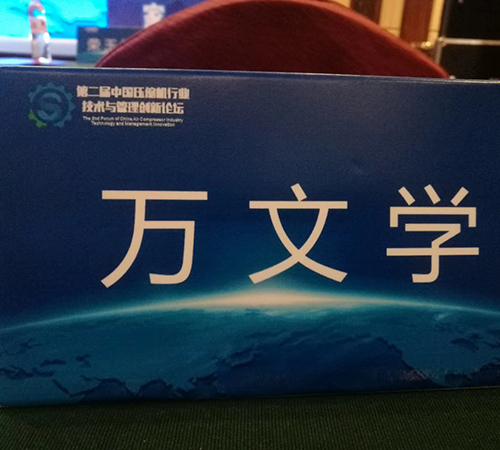 第二届中国压缩机行业
技术与管理创新论坛
The 2nd Forum of China Air Compressor Industry
Technology and Management Innovation
万文学